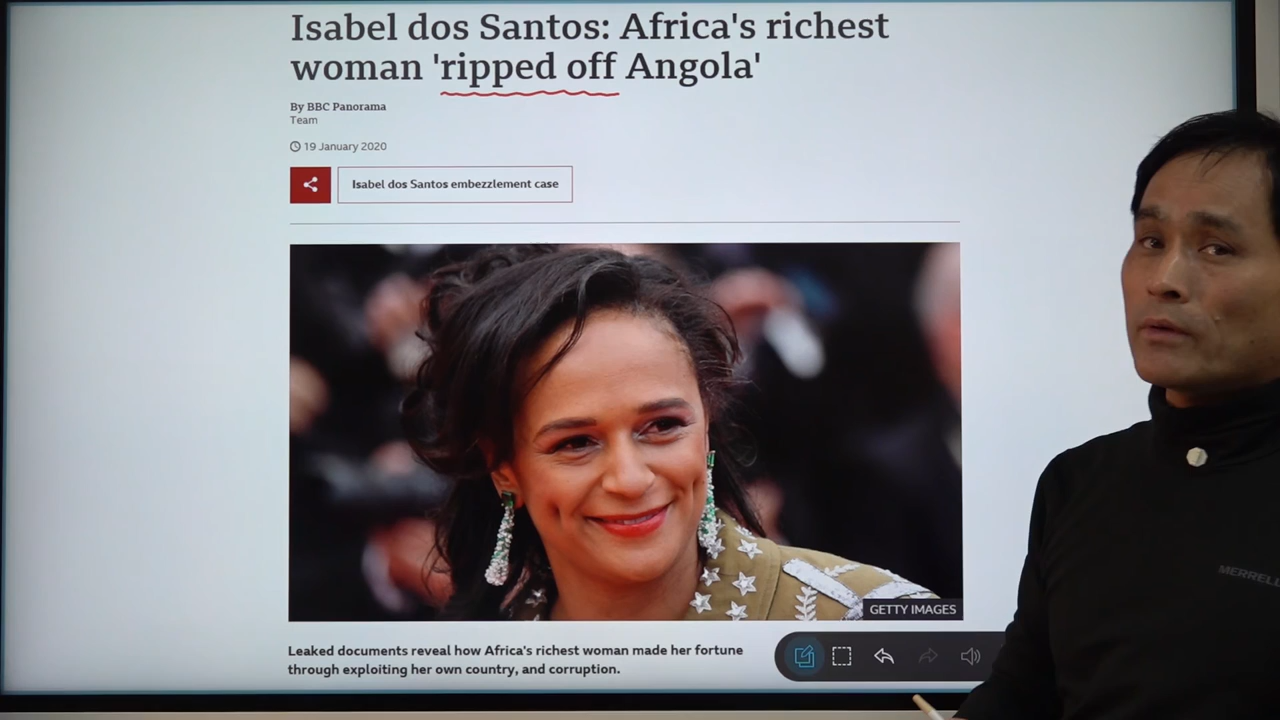 Isabel dos Santos: Africa's richest
woman 'ripped off Angola'
By BBC Panorama
Team
19 January 2020
Isabel dos Santos embezzlement case
GETTY IMAGES
Leaked documents reveal how Africa's richest woman made her fortune
through exploiting her own country, and corruption.
MERRELL